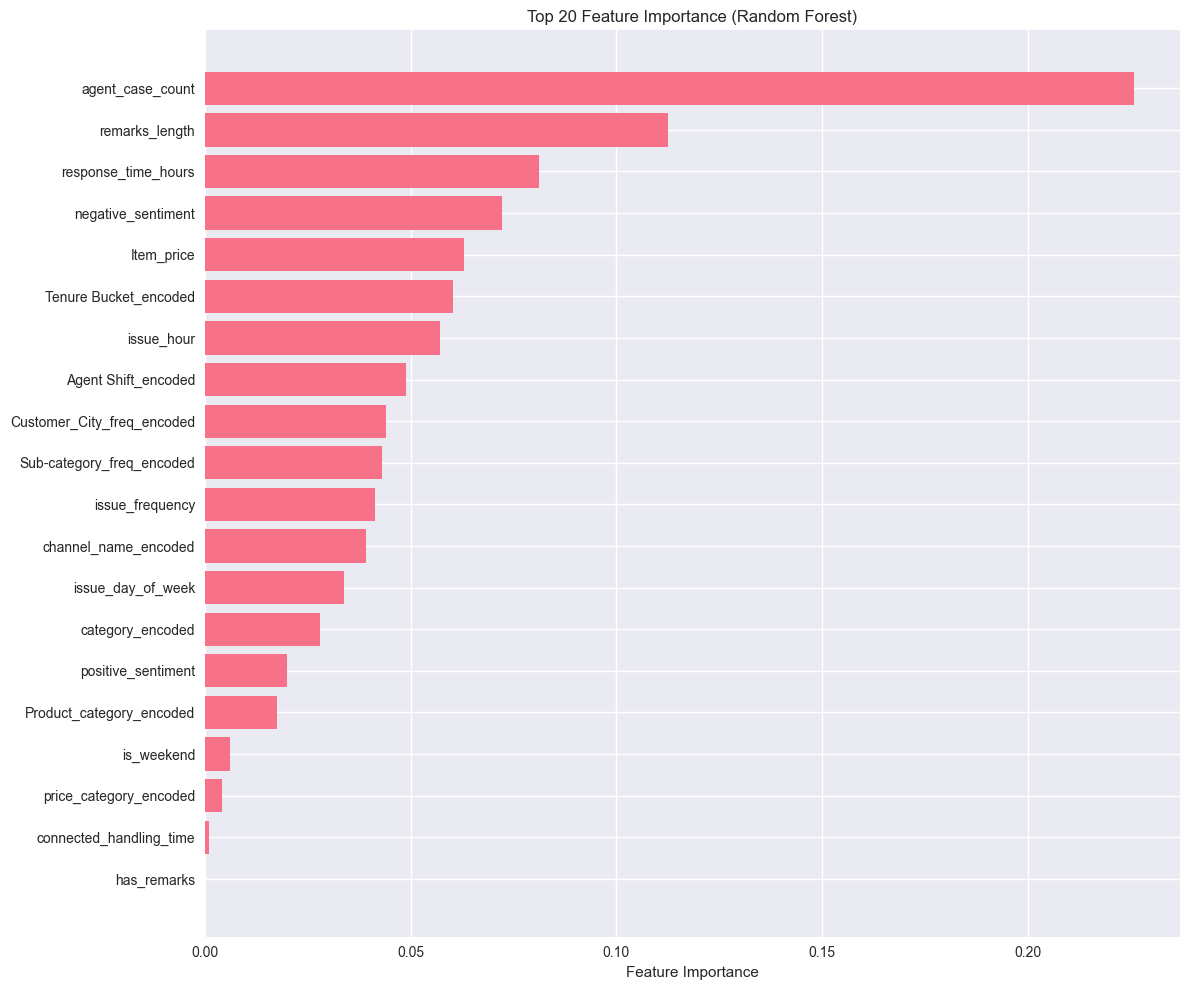 Top 20 Feature Importance (Random Forest)
agent_case_count
remarks_length
response_time_hours
negative_sentiment
Item_price
Tenure Bucket_encoded
issue_hour
Agent Shift_encoded
Customer_City_freq_encoded
Sub-category_freq_encoded
issue_frequency
channel_name_encoded
issue_day_of_week
category_encoded
positive_sentiment
Product_category_encoded
is_weekend
price_category_encoded
connected_handling_time
has_remarks
0.00 0.05 0.10 0.15 0.20
Feature Importance